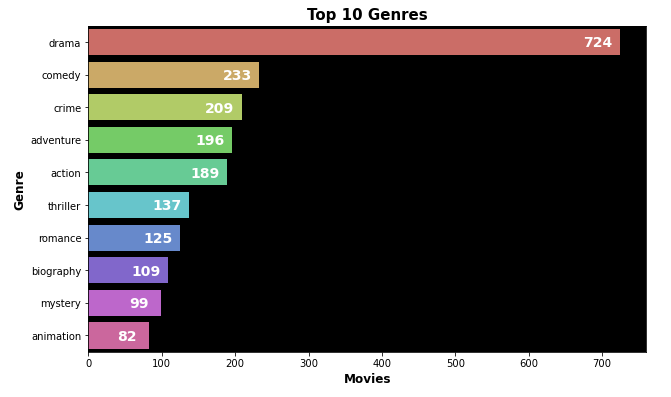 Top 10 Genres
Genre
drama 724
comedy 233
crime 209
adventure 196
action 189
thriller 137
romance 125
biography 109
mystery 99
animation 82
0 100 200 300 400 500 600 700
Movies